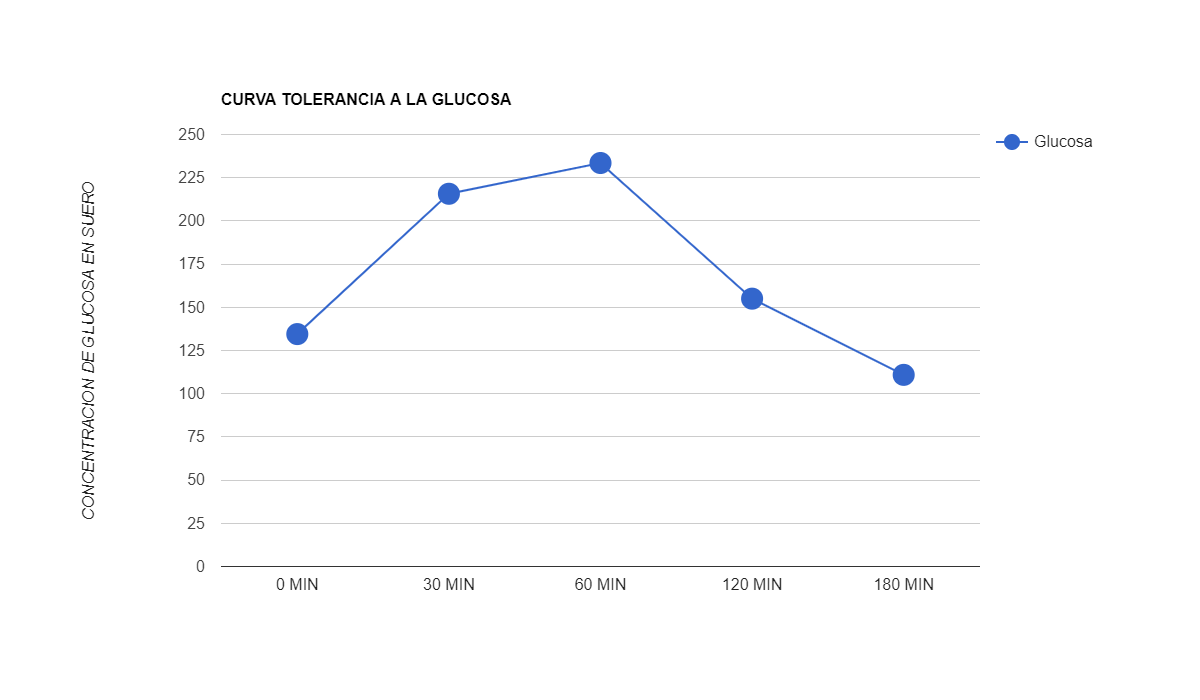 CURVA TOLERANCIA A LA GLUCOSA
Glucosa
CONCENTRACION DE GLUCOSA EN SUERO
250
225
200
175
150
125
100
75
50
25
0
0 MIN
30 MIN
60 MIN
120 MIN
180 MIN